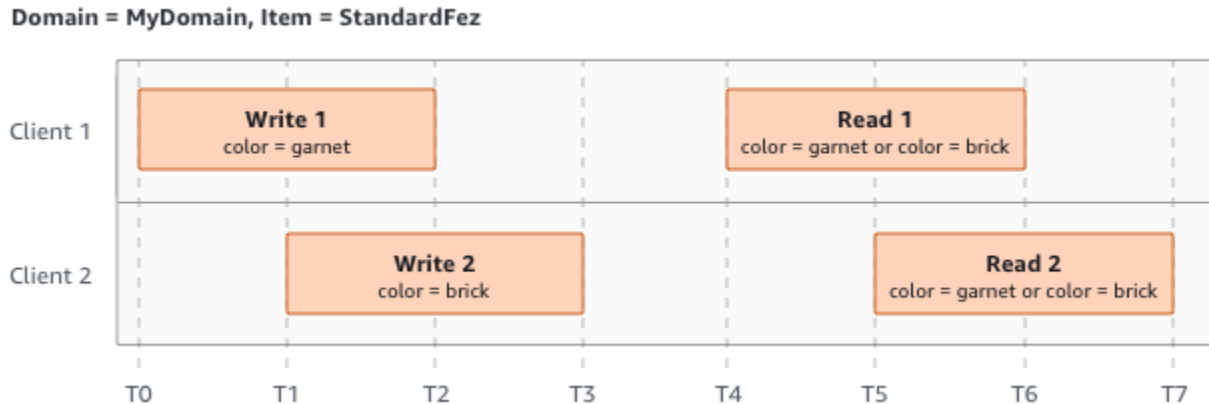 Domain = MyDomain, Item = StandardFez
Client 1
Write 1
color = garnet
Read 1
color = garnet or color = brick
Client 2
Write 2
color = brick
Read 2
color = garnet or color = brick
T0 T1 T2 T3 T4 T5 T6 T7